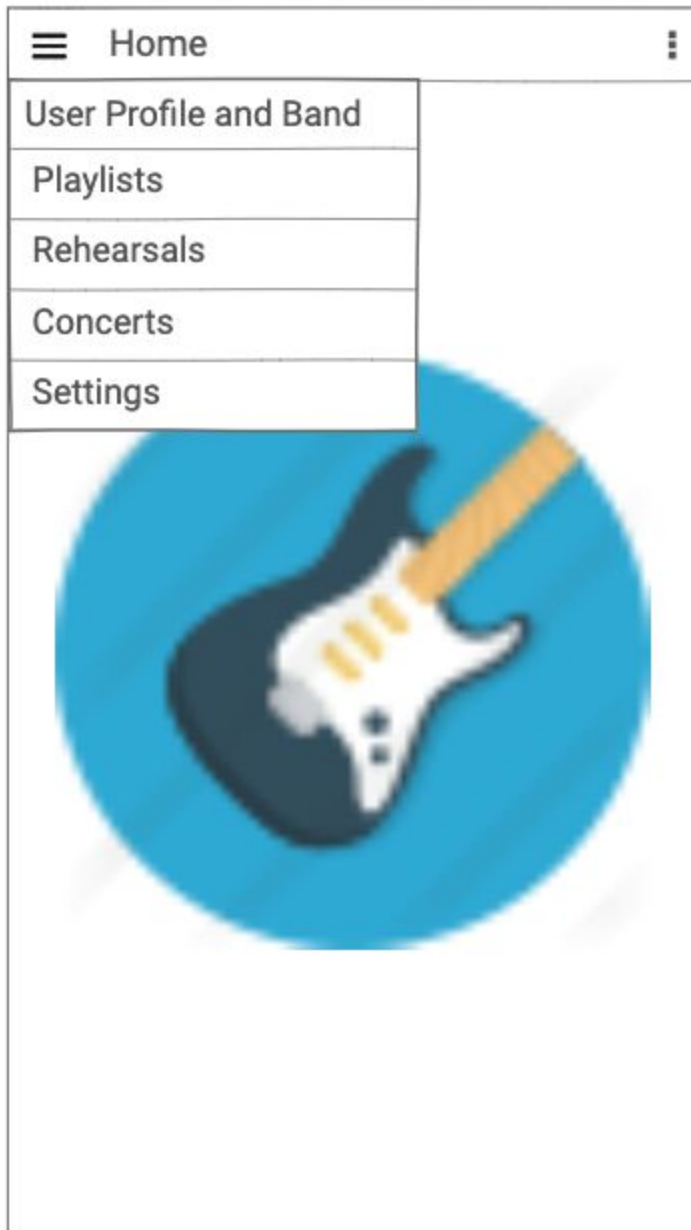 Home
User Profile and Band
Playlists
Rehearsals
Concerts
Settings